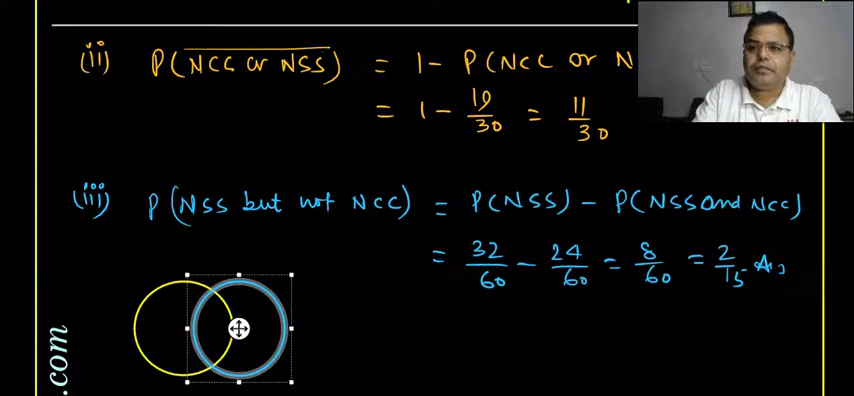 (ii) P(NCC or NSS) = 1 - P(NCC or N
= 1 - 19/30 = 11/30
(iii) P(NSS but not NCC) = P(NSS) - P(NSS and NCC)
= 32/60 - 24/60 = 8/60 = 2/15 A
.com